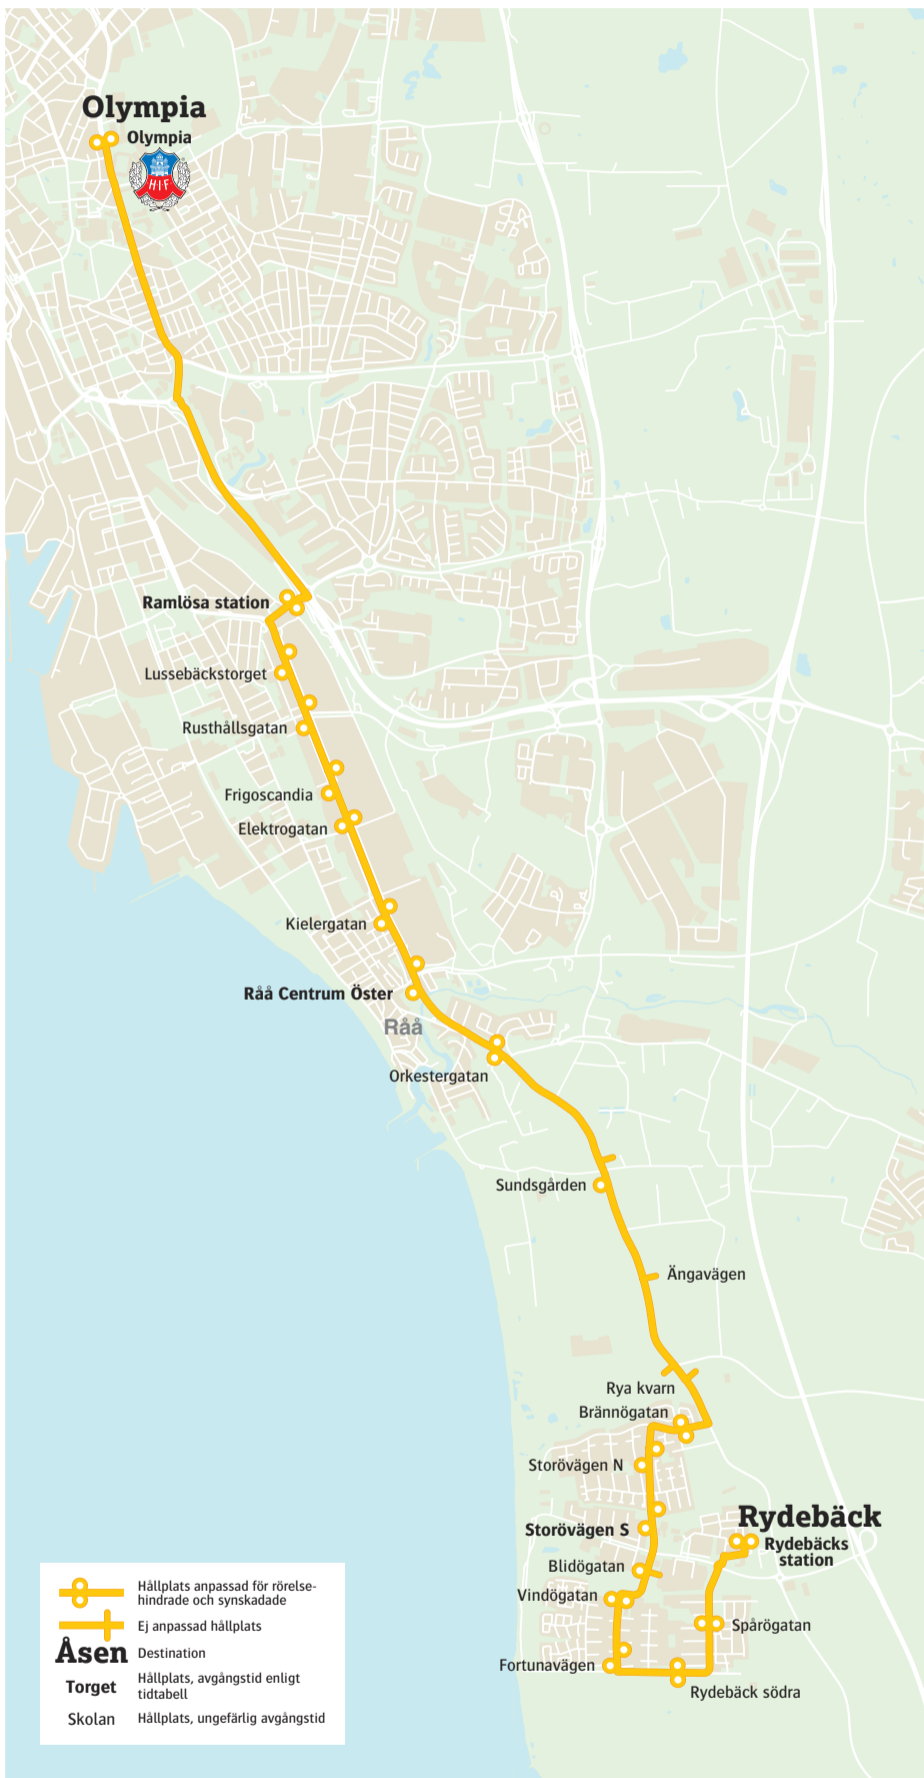 Olympia
Olympia
HIF
Ramlösa station
Lussebäckstorget
Rusthållsgatan
Frigoscandia
Elektrogatan
Kielergatan
Råå Centrum Öster
Råå
Orkestergatan
Sundsgården
Ängavägen
Rya kvarn
Brännögatan
Storövägen N
Storövägen S
Rydebäck
Rydebäcks
station
Blidögatan
Vindögatan
Spårögatan
Fortunavägen
Rydebäck södra
Hållplats anpassad för rörelse-
hindrade och synskadade
Ej anpassad hållplats
Åsen Destination
Torget Hållplats, avgångstid enligt
tidtabell
Skolan Hållplats, ungefärlig avgångstid